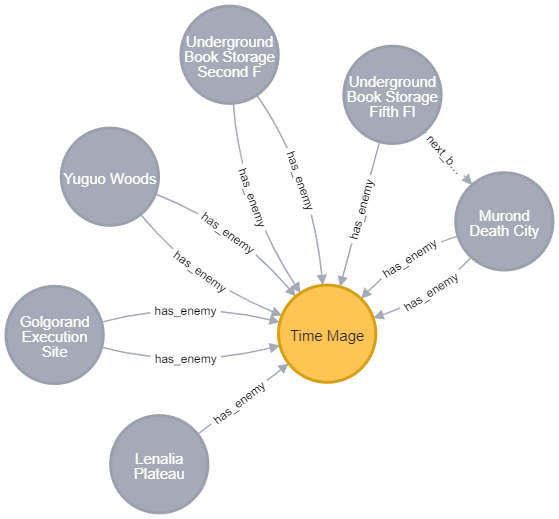 Underground
Book Storage
Second F
Underground
Book Storage
Fifth Fl
next_b...
has_enemy
has_enemy
has_enemy
Yuguo Woods
has_enemy
has_enemy
Murond
Death City
has_enemy
has_enemy
Golgorand
Execution
Site
has_enemy
has_enemy
Time Mage
has_enemy
Lenalia
Plateau